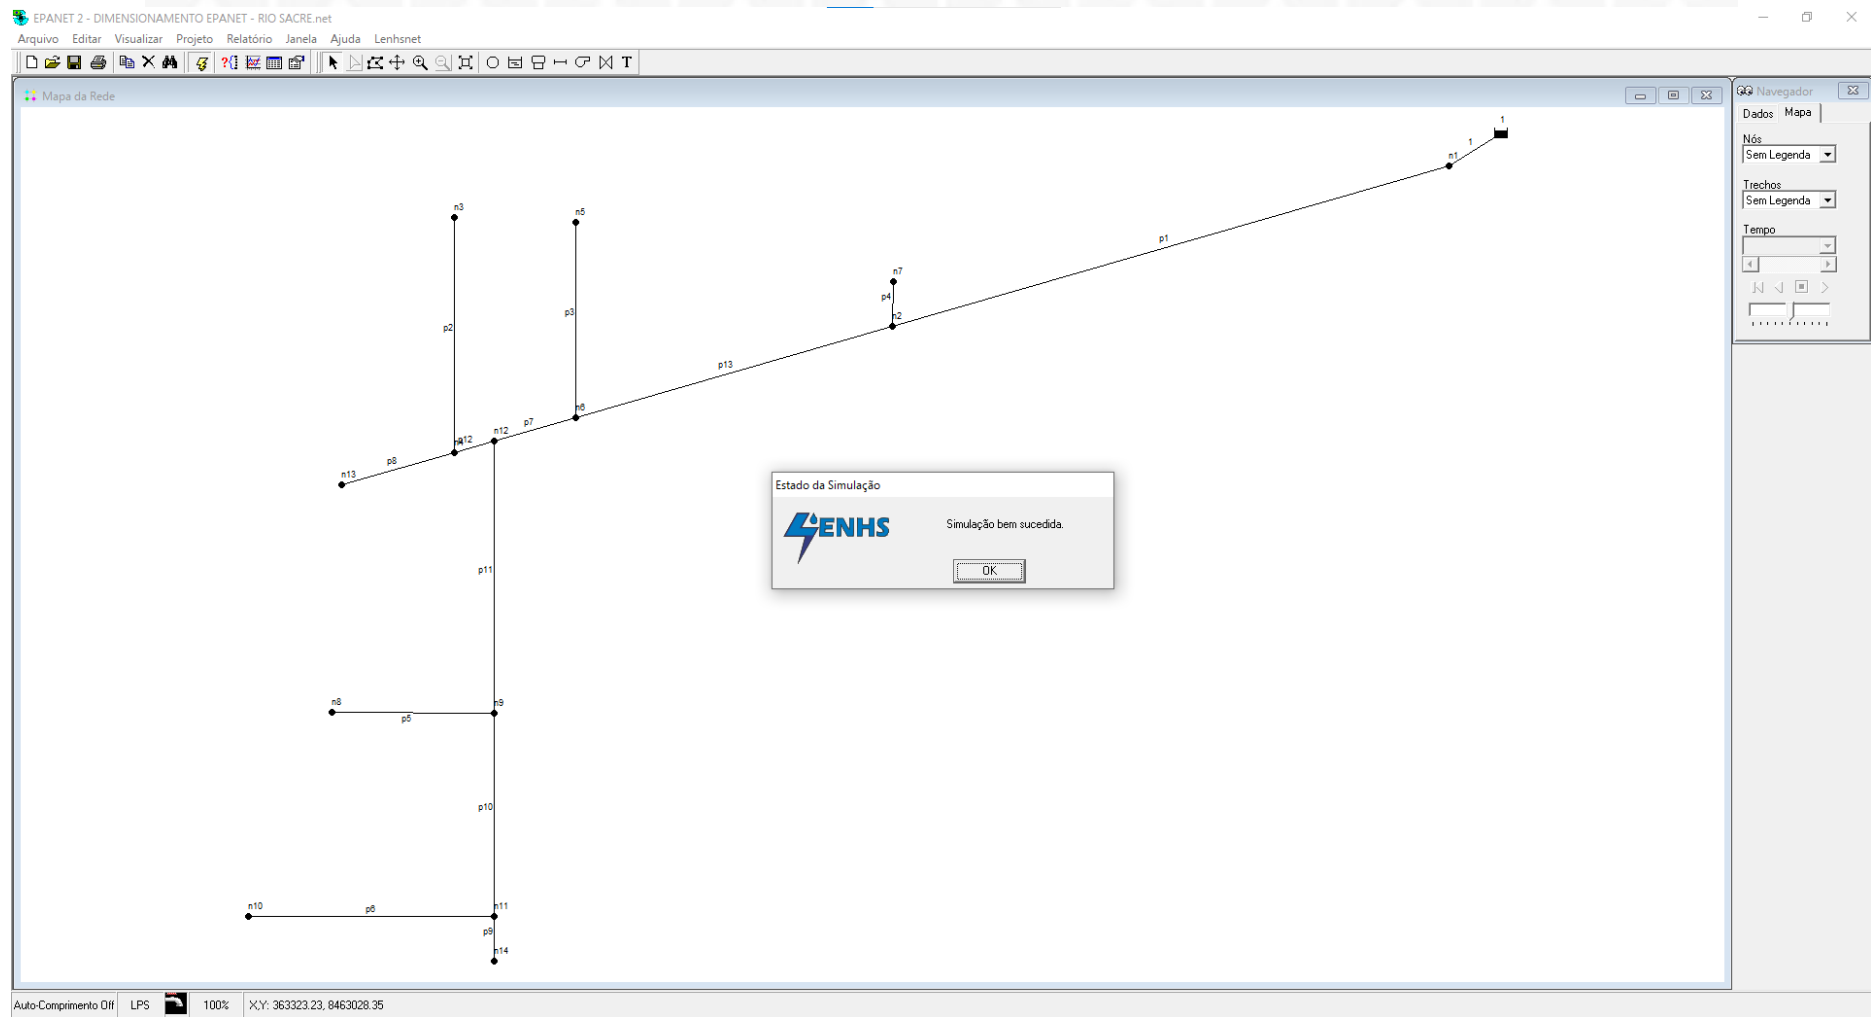 EPANET 2 - DIMENSIONAMENTO EPANET - RIO SACRE.net
Arquivo Editar Visualizar Projeto Relatório Janela Ajuda Lenhsnet
T
Mapa da Rede
Navegador
Dados Mapa
Nós
Sem Legenda
Trechos
Sem Legenda
Tempo
1
1
n1
p1
n3
n5
n7
p4
n2
p3
p2
p13
n6
p7
n12
p12
p8
n13
Estado da Simulação
LENHS
Simulação bem sucedida.
OK
p11
n8
n9
p5
p10
n10
n11
p6
p9
n14
Auto-Comprimento Off LPS 100% X,Y: 363323.23, 8463028.35